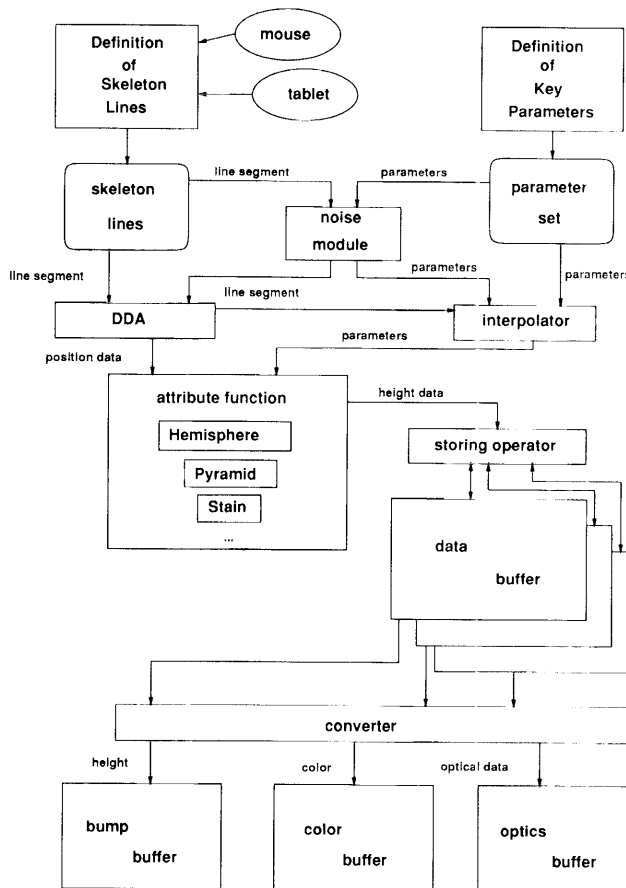 Definition
of
Skeleton
Lines
mouse
tablet
Definition
of
Key
Parameters
skeleton
lines
line segment
parameters
noise
module
parameter
set
line segment
parameters
parameters
line segment
DDA
interpolator
position data
parameters
attribute function
height data
Hemisphere
storing operator
Pyramid
Stain
...
data
buffer
converter
height
color
optical data
bump
buffer
color
buffer
optics
buffer